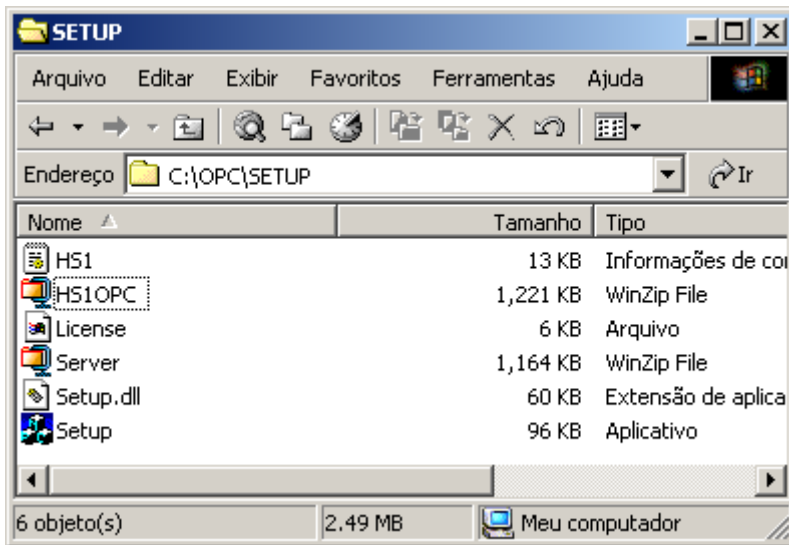 SETUP
Arquivo Editar Exibir Favoritos Ferramentas Ajuda
Endereço C:\OPC\SETUP Ir
Nome Tamanho Tipo
HS1 13 KB Informações de co
HS1OPC 1,221 KB WinZip File
License 6 KB Arquivo
Server 1,164 KB WinZip File
Setup.dll 60 KB Extensão de aplica
Setup 96 KB Aplicativo
6 objeto(s) 2.49 MB Meu computador